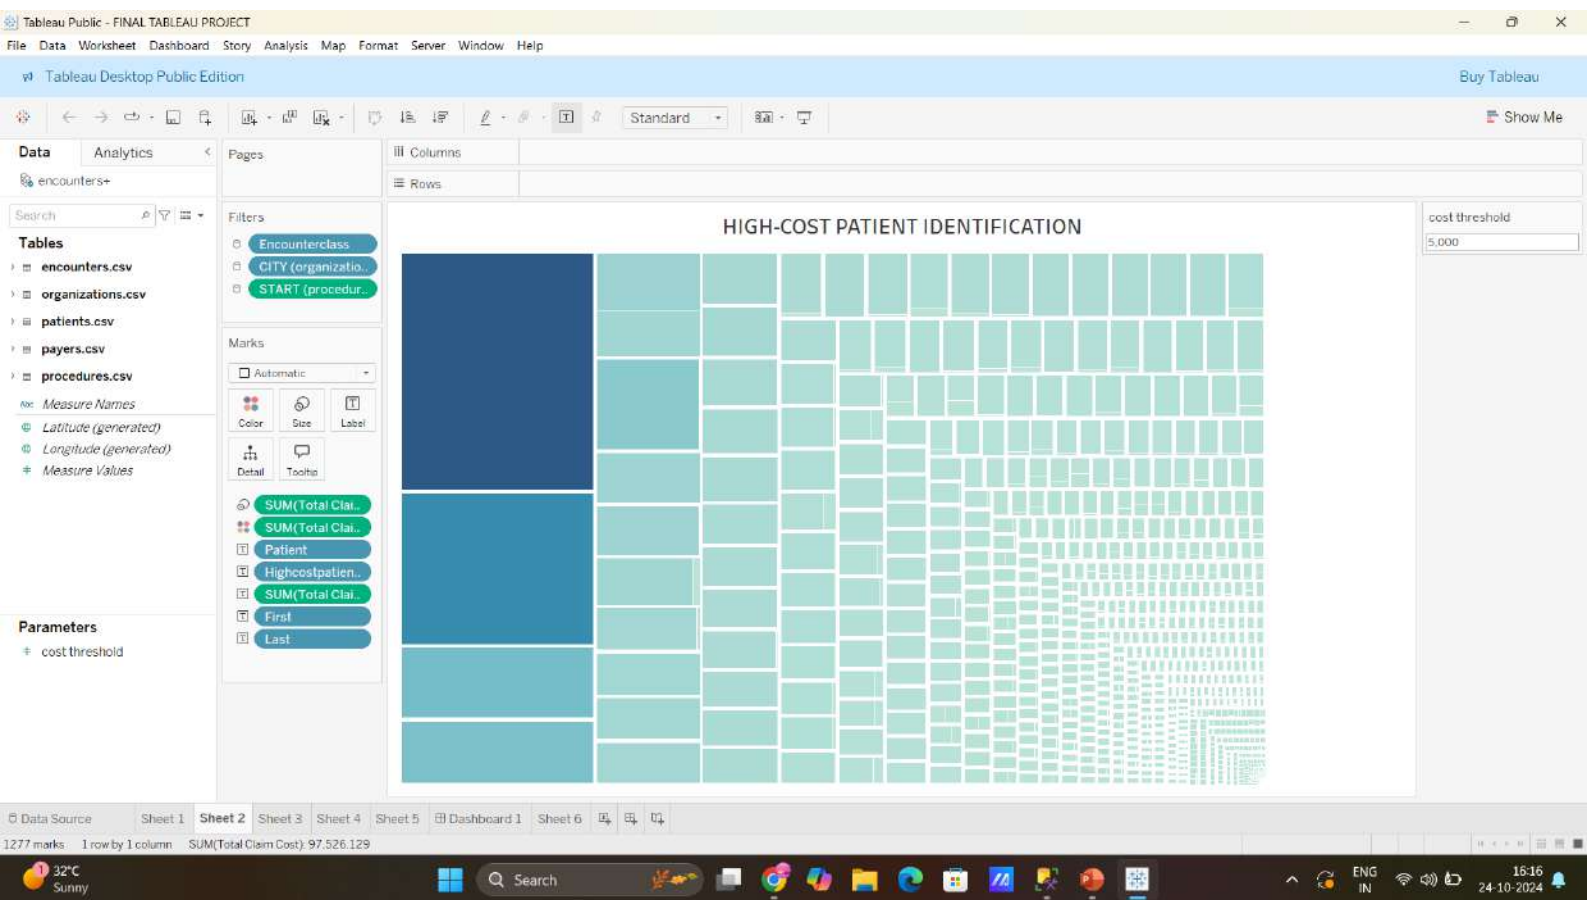 Tableau Public - FINAL TABLEAU PROJECT
File Data Worksheet Dashboard Story Analysis Map Format Server Window Help
Tableau Desktop Public Edition
Buy Tableau
Standard
Show Me
Data Analytics
Pages
Columns
encounters+
Rows
Search
Filters
HIGH-COST PATIENT IDENTIFICATION
cost threshold
5,000
Tables
Encounterclass
encounters.csv
CITY (organizatio..
organizations.csv
START (procedur..
patients.csv
payers.csv
Marks
procedures.csv
Automatic
Abc Measure Names
Latitude (generated)
Color Size Label
Longitude (generated)
Measure Values
Detail Tooltip
SUM(Total Clai..
SUM(Total Clai..
Patient
Highcostpatien..
SUM(Total Clai..
First
Last
Parameters
cost threshold
Data Source Sheet 1 Sheet 2 Sheet 3 Sheet 4 Sheet 5 Dashboard 1 Sheet 6
1277 marks 1 row by 1 column SUM(Total Claim Cost): 97,526,129
1
32°C
Sunny
Search
ENG
IN
16:16
24-10-2024